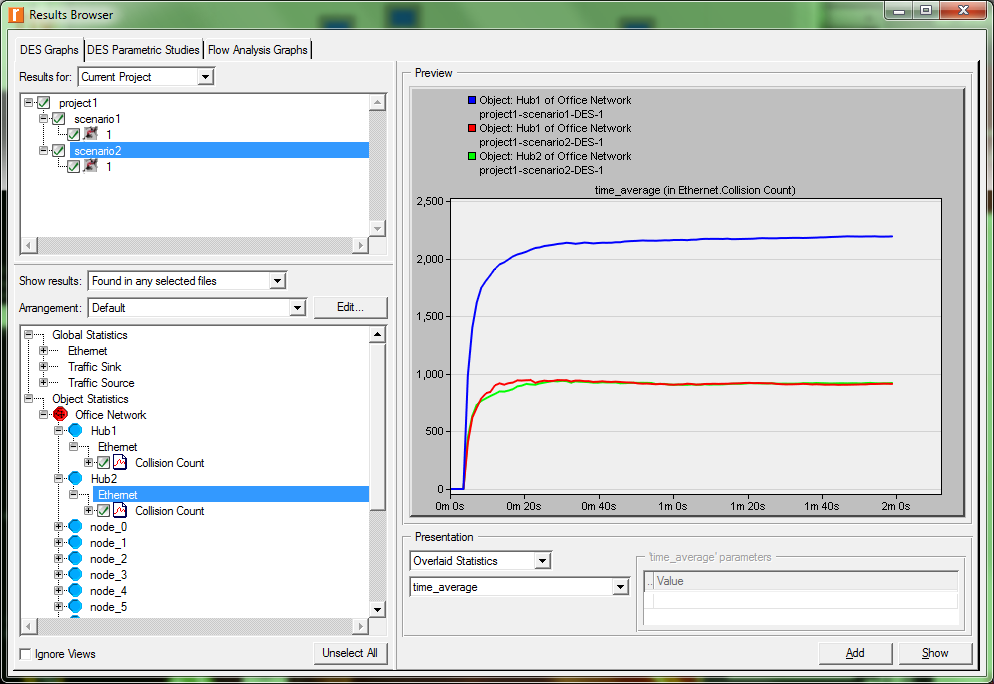 Results Browser
DES Graphs DES Parametric Studies Flow Analysis Graphs
Results for: Current Project
project1
scenario1
1
scenario2
1
Show results: Found in any selected files
Arrangement: Default Edit...
Global Statistics
Ethernet
Traffic Sink
Traffic Source
Object Statistics
Office Network
Hub1
Ethernet
Collision Count
Hub2
Ethernet
Collision Count
node_0
node_1
node_2
node_3
node_4
node_5
Ignore Views Unselect All
Preview
Object: Hub1 of Office Network
project1-scenario1-DES-1
Object: Hub1 of Office Network
project1-scenario2-DES-1
Object: Hub2 of Office Network
project1-scenario2-DES-1
time_average (in Ethernet.Collision Count)
2,500
2,000
1,500
1,000
500
0
0m 0s 0m 20s 0m 40s 1m 0s 1m 20s 1m 40s 2m 0s
Presentation
Overlaid Statistics
time_average
'time_average' parameters
.. Value
Add Show